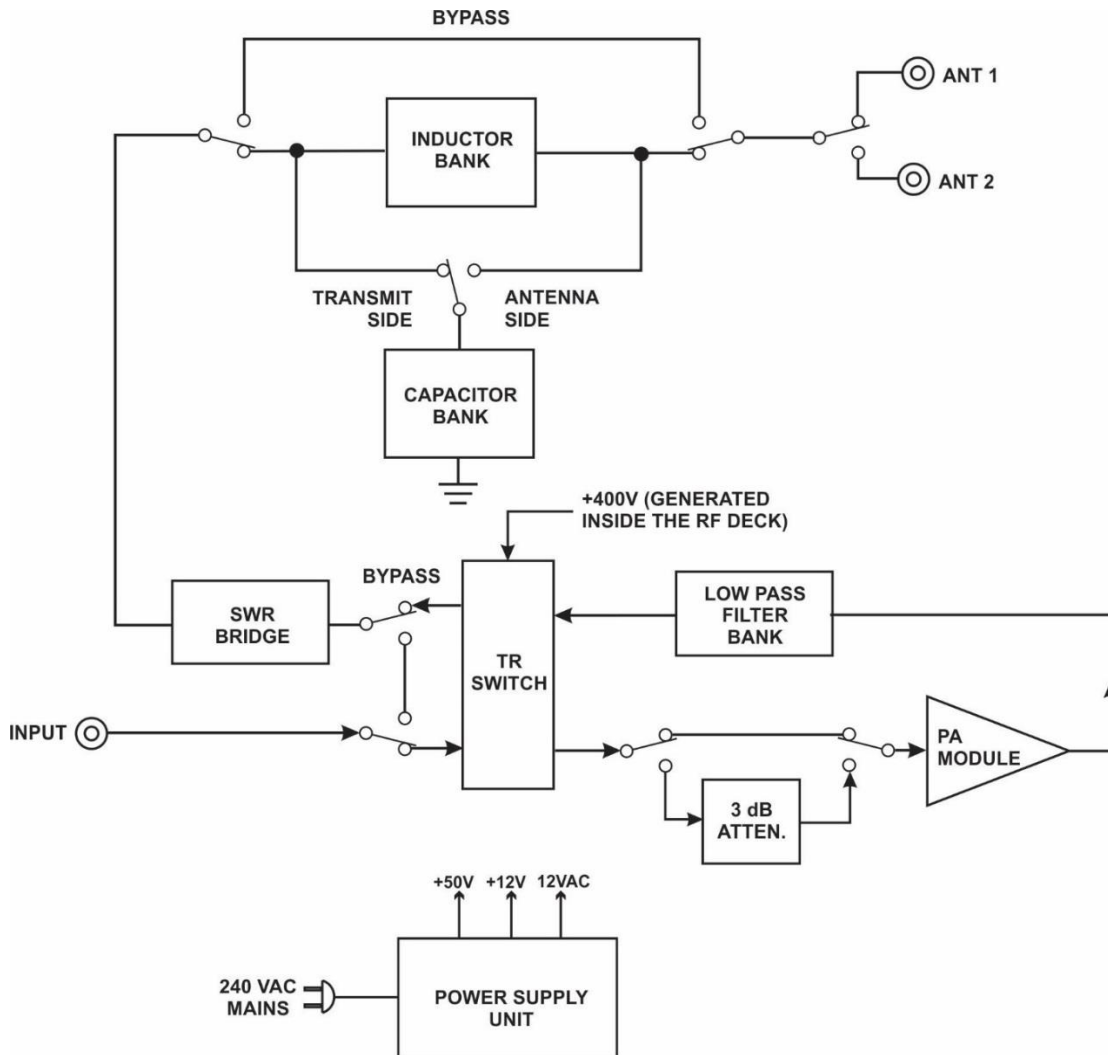 BYPASS
ANT 1
INDUCTOR
BANK
ANT 2
TRANSMIT
SIDE
ANTENNA
SIDE
CAPACITOR
BANK
+400V (GENERATED
INSIDE THE RF DECK)
BYPASS
SWR
BRIDGE
LOW PASS
FILTER
BANK
TR
SWITCH
INPUT
PA
MODULE
3 dB
ATTEN.
+50V
+12V
12VAC
240 VAC
MAINS
POWER SUPPLY
UNIT